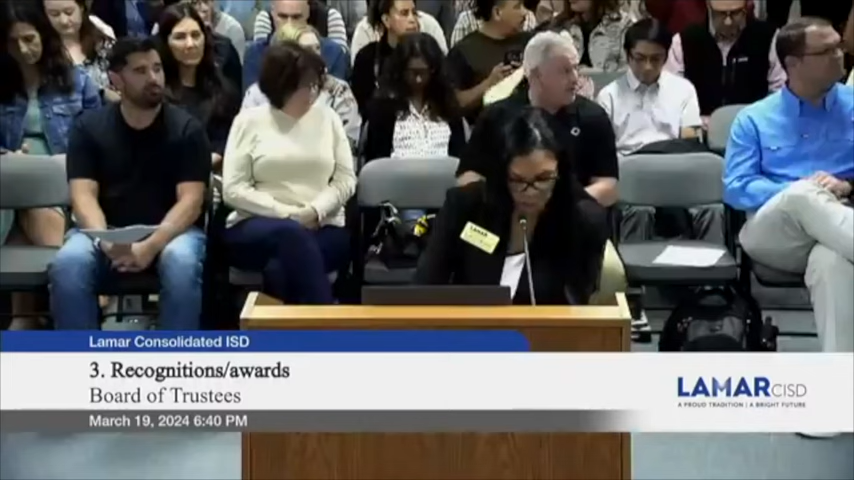 LAMAR
Lamar Consolidated ISD
3. Recognitions/awards
Board of Trustees
March 19, 2024 6:40 PM
LAMAR CISD
A PROUD TRADITION | A BRIGHT FUTURE